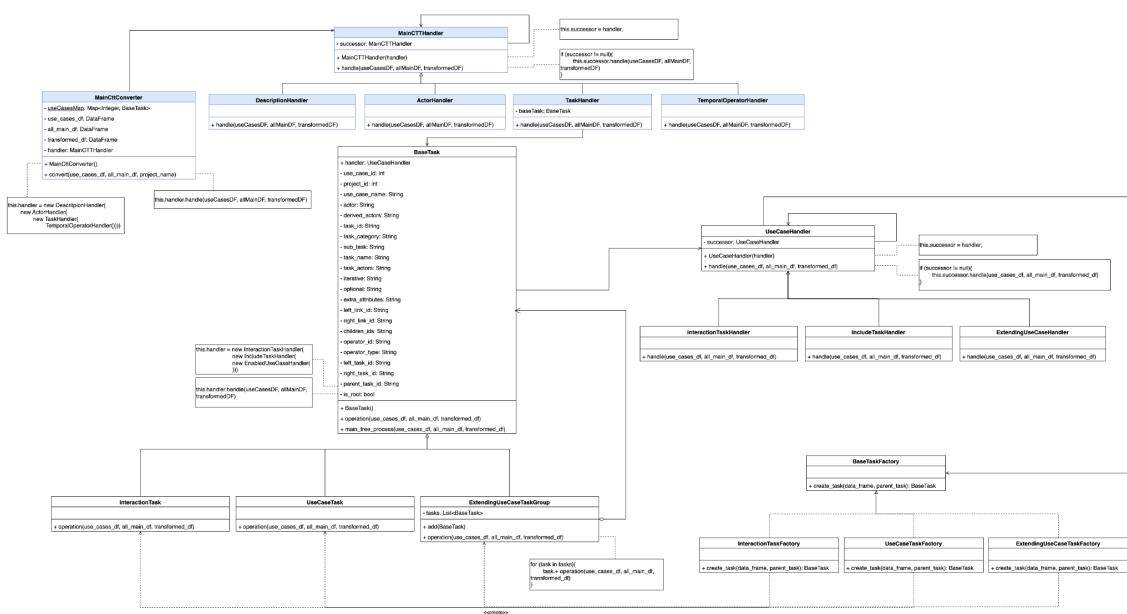 MainCTTHandler
- successor: MainCTTHandler
+ MainCTTHandler(handler)
+ handle(useCasesDF, allMainDF, transformedDF)
this.successor = handler;
if (successor != null){
this.successor.handle(useCasesDF, allMainDF,
transformedDF)
}
MainCttConverter
- useCasesMap: Map<Integer, BaseTask>
- use_cases_df: DataFrame
- all_main_df: DataFrame
- transformed_df: DataFrame
- handler: MainCTTHandler
+ MainCttConverter()
+ convert(use_cases_df, all_main_df, project_name)
this.handler = new DescritpionHandler(
new ActorHandler(
new TaskHandler(
TemporalOperatorHandler())))
this.handler.handle(useCasesDF, allMainDF, transformedDF)
DescriptionHandler
+ handle(useCasesDF, allMainDF, transformedDF)
ActorHandler
+ handle(useCasesDF, allMainDF, transformedDF)
TaskHandler
- baseTask: BaseTask
+ handle(useCasesDF, allMainDF, transformedDF)
TemporalOperatorHandler
+ handle(useCasesDF, allMainDF, transformedDF)
BaseTask
+ handler: UseCaseHandler
- use_case_id: int
- project_id: int
- use_case_name: String
- actor: String
- derived_actors: String
- task_id: String
- task_category: String
- sub_task: String
- task_name: String
- task_actors: String
- iterative: String
- optional: String
- extra_attributes: String
- left_link_id: String
- right_link_id: String
- children_ids: String
- operator_id: String
- operator_type: String
- left_task_id: String
- right_task_id: String
- parent_task_id: String
- is_root: bool
+ BaseTask()
+ operation(use_cases_df, all_main_df, transformed_df)
+ main_tree_process(use_cases_df, all_main_df, transformed_df)
this.handler = new InteractionTaskHandler(
new IncludeTaskHandler(
new EnabledUseCaseHandler(
)))
this.handler.handle(useCasesDF, allMainDF,
transformedDF)
UseCaseHandler
- successor: UseCaseHandler
+ UseCaseHandler(handler)
+ handle(use_cases_df, all_main_df, transformed_df)
this.successor = handler;
if (successor != null){
this.successor.handle(use_cases_df, all_main_df, transformed_df)
}
InteractionTaskHandler
+ handle(use_cases_df, all_main_df, transformed_df)
IncludeTaskHandler
+ handle(use_cases_df, all_main_df, transformed_df)
ExtendingUseCaseHandler
+ handle(use_cases_df, all_main_df, transformed_df)
InteractionTask
+ operation(use_cases_df, all_main_df, transformed_df)
UseCaseTask
+ operation(use_cases_df, all_main_df, transformed_df)
ExtendingUseCaseTaskGroup
- tasks: List<BaseTask>
+ add(BaseTask)
+ operation(use_cases_df, all_main_df, transformed_df)
for (task in tasks){
task.+ operation(use_cases_df, all_main_df,
transformed_df)
}
BaseTaskFactory
+ create_task(data_frame, parent_task): BaseTask
InteractionTaskFactory
+ create_task(data_frame, parent_task): BaseTask
UseCaseTaskFactory
+ create_task(data_frame, parent_task): BaseTask
ExtendingUseCaseTaskFactory
+ create_task(data_frame, parent_task): BaseTask
<<create>>